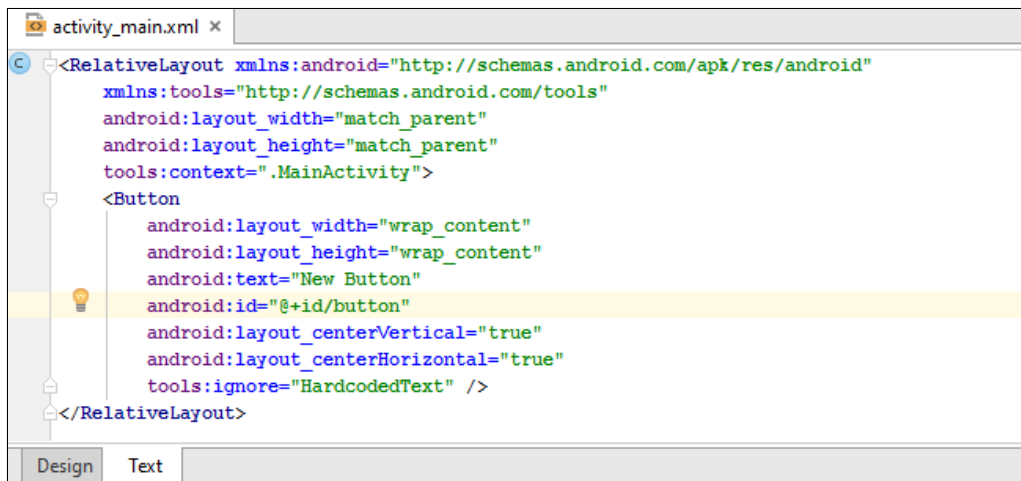 activity_main.xml ×
C <RelativeLayout xmlns:android="http://schemas.android.com/apk/res/android"
xmlns:tools="http://schemas.android.com/tools"
android:layout_width="match_parent"
android:layout_height="match_parent"
tools:context=".MainActivity">
<Button
android:layout_width="wrap_content"
android:layout_height="wrap_content"
android:text="New Button"
android:id="@+id/button"
android:layout_centerVertical="true"
android:layout_centerHorizontal="true"
tools:ignore="HardcodedText" />
</RelativeLayout>
Design Text